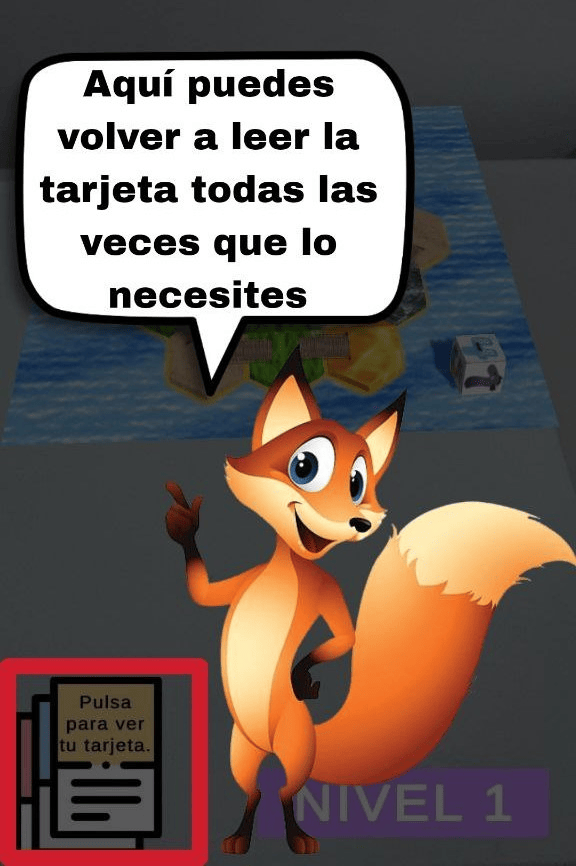 Aquí puedes
volver a leer la
tarjeta todas las
veces que lo
necesites
Pulsa
para ver
tu tarjeta.
NIVEL 1